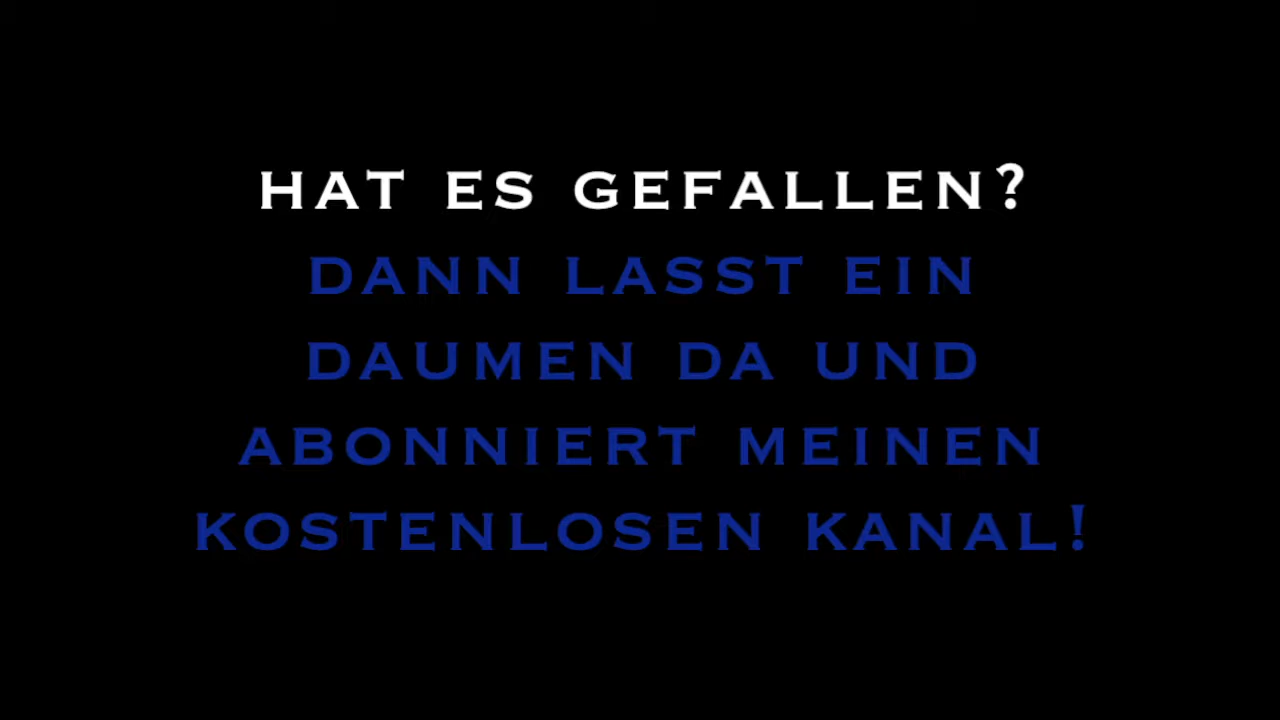 HAT ES GEFALLEN?
DANN LASST EIN
DAUMEN DA UND
ABONNIERT MEINEN
KOSTENLOSEN KANAL!